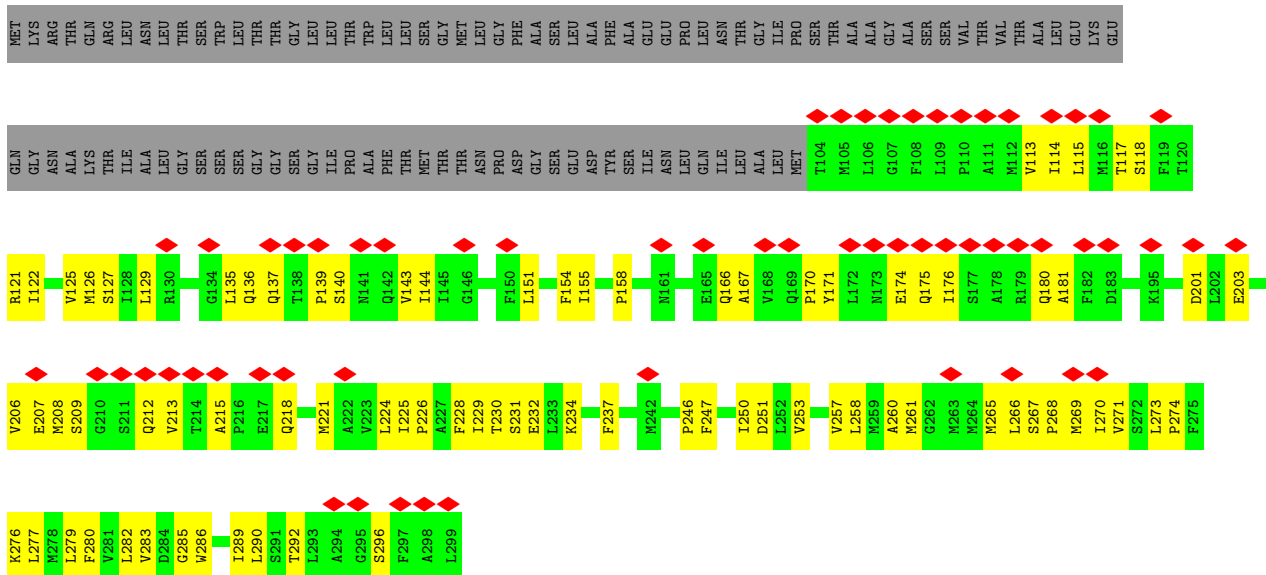 MET LYS ARG THR GLN ARG LEU ASN LEU THR SER TRP LEU THR THR GLY LEU LEU THR TRP LEU LEU SER GLY MET LEU GLY PHE ALA SER LEU ALA PHE ALA GLU GLU PRO LEU ASN THR GLY ILE PRO SER THR ALA ALA GLY ALA SER SER VAL THR VAL THR ALA LEU GLU LYS GLU
GLN GLY ASN ALA LYS THR ILE ALA LEU GLY SER SER SER GLY GLY SER GLY ILE PRO ALA PHE THR MET THR THR ASN PRO ASP GLY SER GLU ASP TYR SER ILE ASN LEU GLN ILE LEU ALA LEU MET T104 M105 L106 G107 F108 L109 P110 A111 M112 V113 I114 L115 M116 T117 S118 F119 T120
R121 I122 V125 M126 S127 I128 L129 R130 G134 L135 Q136 Q137 T138 P139 S140 N141 Q142 V143 I144 I145 G146 F150 L151 F154 I155 P158 N161 E165 Q166 A167 V168 Q169 P170 Y171 L172 N173 E174 Q175 I176 S177 A178 R179 Q180 A181 F182 D183 K195 D201 L202 E203
V206 E207 M208 S209 G210 S211 Q212 V213 T214 A215 P216 E217 Q218 M221 A222 V223 L224 I225 P226 A227 F228 I229 T230 S231 E232 L233 K234 F237 M242 P246 F247 I250 D251 L252 V253 V257 L258 M259 A260 M261 G262 M263 M264 M265 L266 S267 P268 M269 I270 V271 S272 L273 P274 F275
K276 L277 M278 L279 F280 V281 L282 V283 D284 G285 W286 I289 L290 S291 T292 L293 A294 G295 S296 F297 A298 L299